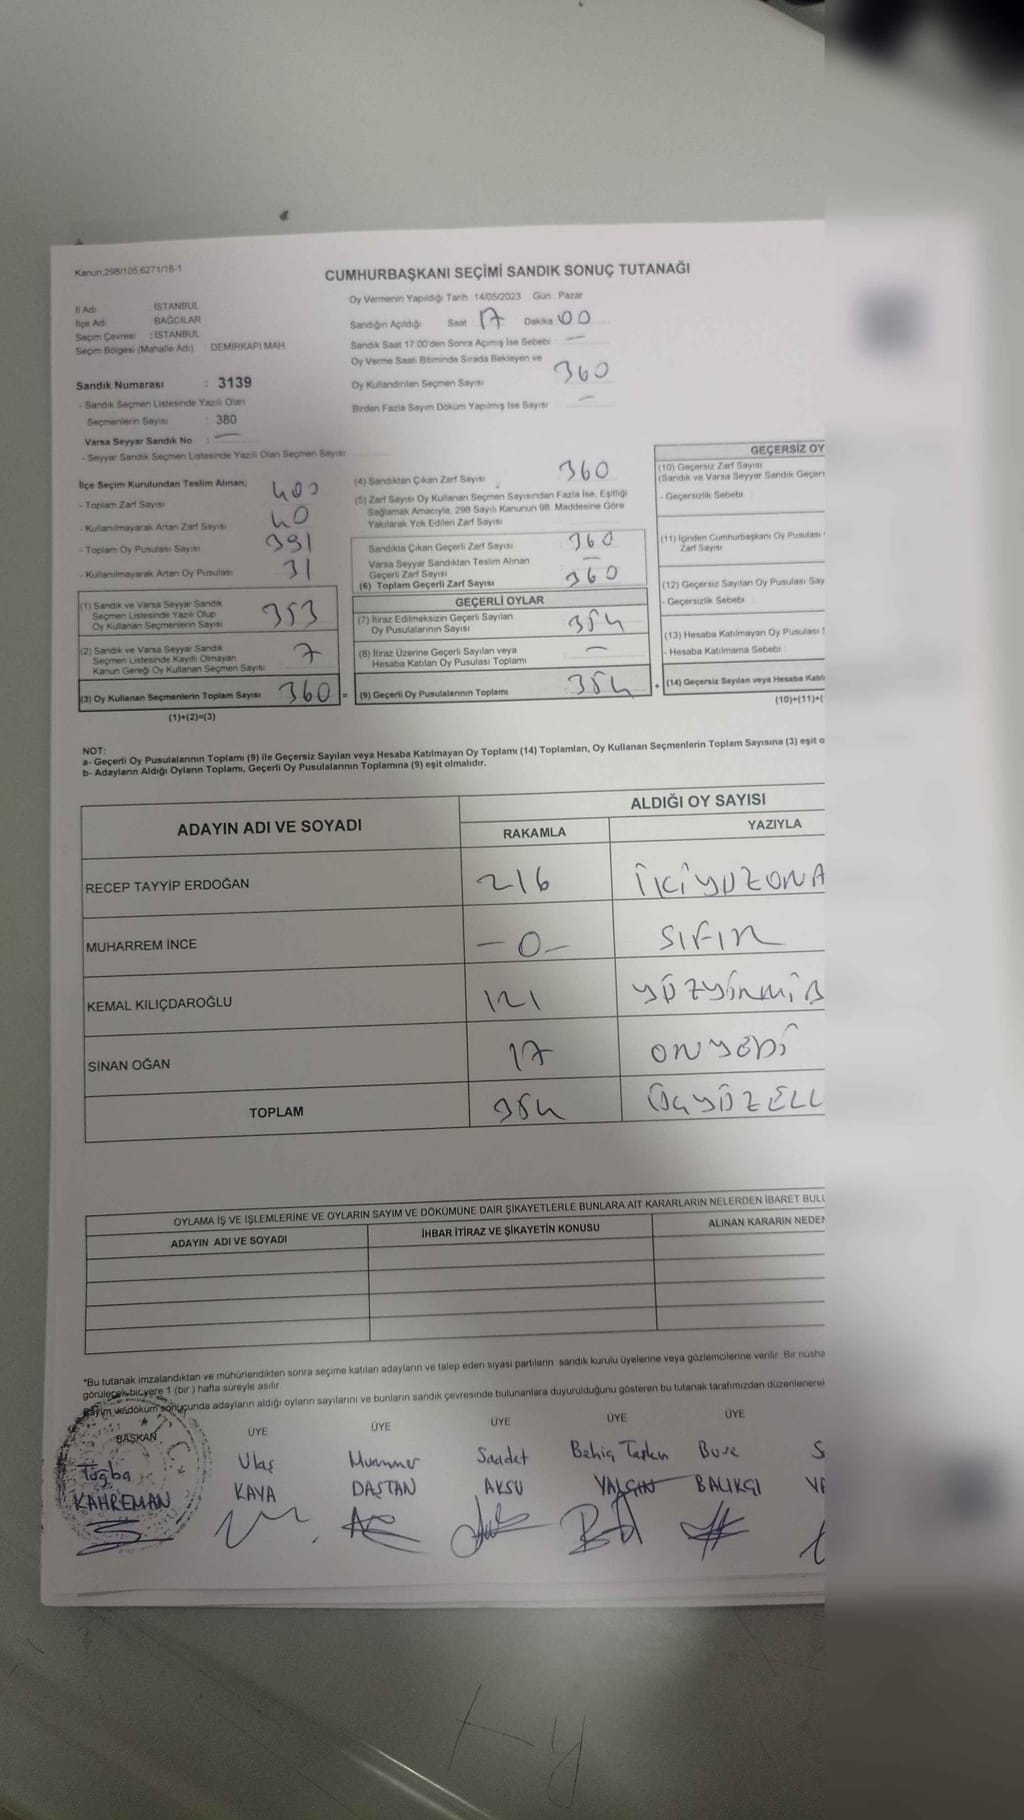 Kanun:298/105,6271/18-1
CUMHURBAŞKANI SEÇİMİ SANDIK SONUÇ TUTANAĞI
İl Adı : İSTANBUL
İlçe Adı : BAĞCILAR
Seçim Çevresi : İSTANBUL
Seçim Bölgesi (Mahalle Adı) : DEMİRKAPI MAH.
Sandık Numarası : 3139
- Sandık Seçmen Listesinde Yazılı Olan
Seçmenlerin Sayısı : 380
Varsa Seyyar Sandık No : —
- Seyyar Sandık Seçmen Listesinde Yazılı Olan Seçmen Sayısı
Oy Vermenin Yapıldığı Tarih : 14/05/2023 Gün : Pazar
Sandığın Açıldığı Saat 17 Dakika 00
Sandık Saat 17:00'den Sonra Açılmış İse Sebebi —
Oy Verme Saati Bitiminde Sırada Bekleyen ve
Oy Kullandırılan Seçmen Sayısı 360
Birden Fazla Sayım Döküm Yapılmış İse Sayısı —
İlçe Seçim Kurulundan Teslim Alınan;
- Toplam Zarf Sayısı 400
- Kullanılmayarak Artan Zarf Sayısı 40
- Toplam Oy Pusulası Sayısı 391
- Kullanılmayarak Artan Oy Pusulası 31
(1) Sandık ve Varsa Seyyar Sandık
Seçmen Listesinde Yazılı Olup
Oy Kullanan Seçmenlerin Sayısı 353
(2) Sandık ve Varsa Seyyar Sandık
Seçmen Listesinde Kayıtlı Olmayan
Kanun Gereği Oy Kullanan Seçmen Sayısı 7
(3) Oy Kullanan Seçmenlerin Toplam Sayısı 360 =
(1)+(2)=(3)
(4) Sandıktan Çıkan Zarf Sayısı 360
(5) Zarf Sayısı Oy Kullanan Seçmen Sayısından Fazla İse, Eşitliği
Sağlamak Amacıyla, 298 Sayılı Kanunun 98. Maddesine Göre
Yakılarak Yok Edilen Zarf Sayısı
Sandıkta Çıkan Geçerli Zarf Sayısı 360
Varsa Seyyar Sandıktan Teslim Alınan
Geçerli Zarf Sayısı —
(6) Toplam Geçerli Zarf Sayısı 360
GEÇERLİ OYLAR
(7) İtiraz Edilmeksizin Geçerli Sayılan
Oy Pusulalarının Sayısı 354
(8) İtiraz Üzerine Geçerli Sayılan veya
Hesaba Katılan Oy Pusulası Toplamı —
(9) Geçerli Oy Pusulalarının Toplamı 354 +
GEÇERSİZ OY
(10) Geçersiz Zarf Sayısı
(Sandık ve Varsa Seyyar Sandık Geçers
- Geçersizlik Sebebi
(11) İçinden Cumhurbaşkanı Oy Pusulası
Zarf Sayısı
(12) Geçersiz Sayılan Oy Pusulası Say
- Geçersizlik Sebebi
(13) Hesaba Katılmayan Oy Pusulası S
- Hesaba Katılmama Sebebi
(14) Geçersiz Sayılan veya Hesaba Katılı
(10)+(11)+(
NOT:
a- Geçerli Oy Pusulalarının Toplamı (9) ile Geçersiz Sayılan veya Hesaba Katılmayan Oy Toplamı (14) Toplamları, Oy Kullanan Seçmenlerin Toplam Sayısına (3) eşit o
b- Adayların Aldığı Oyların Toplamı, Geçerli Oy Pusulalarının Toplamına (9) eşit olmalıdır.
ADAYIN ADI VE SOYADI
ALDIĞI OY SAYISI
RAKAMLA YAZIYLA
RECEP TAYYİP ERDOĞAN 216 İKİYÜZONA
MUHARREM İNCE —0— SIFIR
KEMAL KILIÇDAROĞLU 121 YÜZYİRMİB
SİNAN OĞAN 17 ONYEDİ
TOPLAM 354 ÜÇYÜZELL
OYLAMA İŞ VE İŞLEMLERİNE VE OYLARIN SAYIM VE DÖKÜMÜNE DAİR ŞİKAYETLERLE BUNLARA AİT KARARLARIN NELERDEN İBARET BULU
ADAYIN ADI VE SOYADI İHBAR İTİRAZ VE ŞİKAYETİN KONUSU ALINAN KARARIN NEDEN
*Bu tutanak imzalandıktan ve mühürlendikten sonra seçime katılan adayların ve talep eden siyasi partilerin sandık kurulu üyelerine veya gözlemcilerine verilir. Bir nüsha
görülecek bir yere 1 (bir ) hafta süreyle asılır.
Sayım ve döküm sonucunda adayların aldığı oyların sayılarını ve bunların sandık çevresinde bulunanlara duyurulduğunu gösteren bu tutanak tarafımızdan düzenlenerek
BAŞKAN ÜYE ÜYE ÜYE ÜYE ÜYE
Tuğba Ulaş Muammer Saadet Behiq Taşkın Buse S
KAHREMAN KAYA DAŞTAN AKSU YALÇIN BALIKÇI